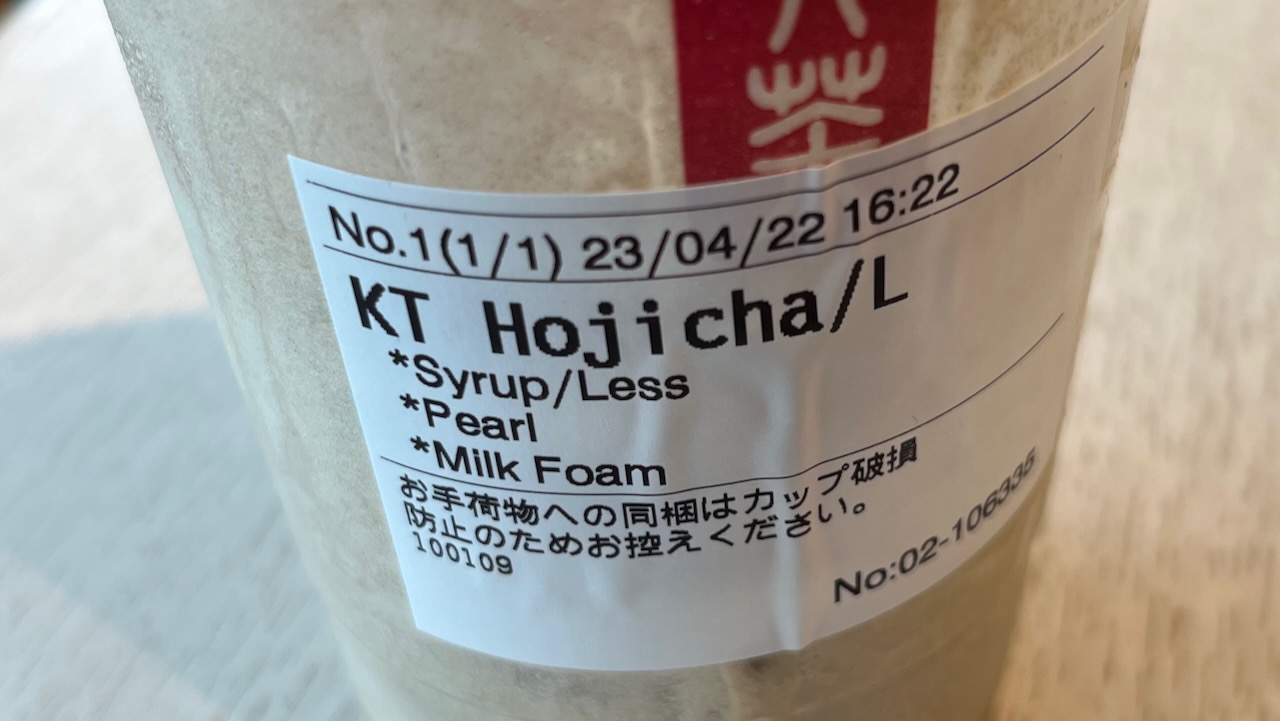 茶
No.1(1/1) 23/04/22 16:22
KT Hojicha/L
*Syrup/Less
*Pearl
*Milk Foam
お手荷物への同梱はカップ破損
防止のためお控えください。
100109
No:02-106335